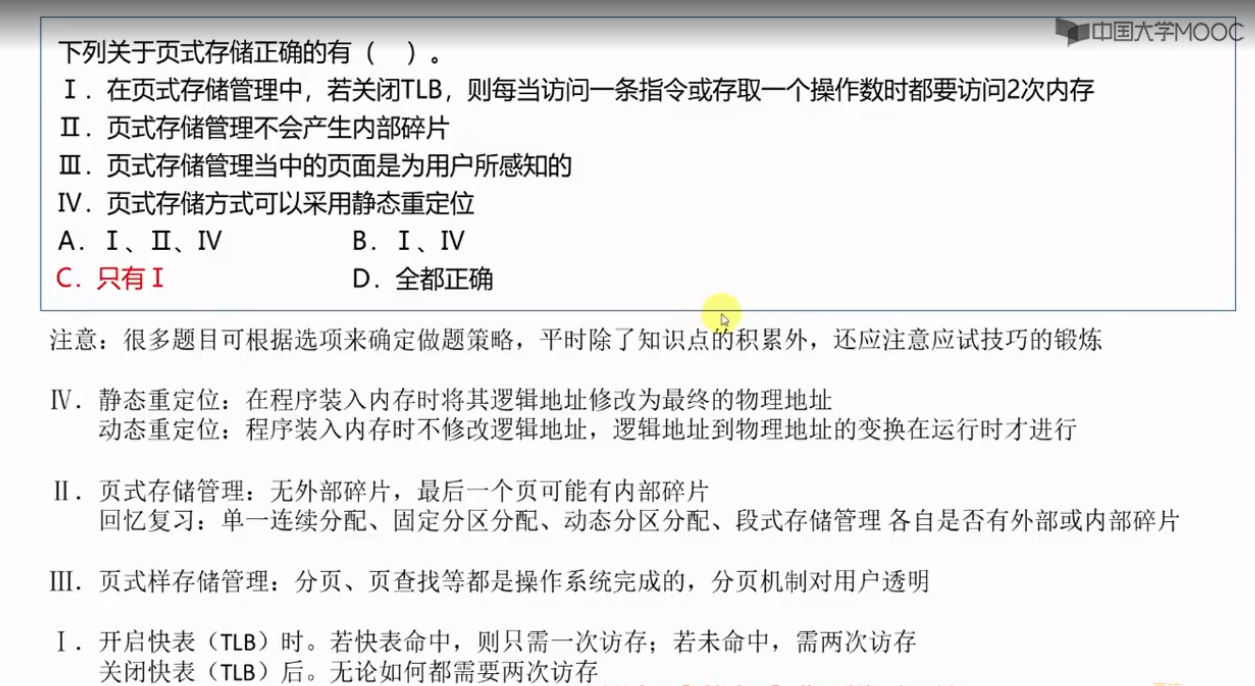 中国大学MOOC
下列关于页式存储正确的有（　）。
Ⅰ．在页式存储管理中，若关闭TLB，则每当访问一条指令或存取一个操作数时都要访问2次内存
Ⅱ．页式存储管理不会产生内部碎片
Ⅲ．页式存储管理当中的页面是为用户所感知的
Ⅳ．页式存储方式可以采用静态重定位
A．Ⅰ、Ⅱ、Ⅳ　B．Ⅰ、Ⅳ
C．只有Ⅰ　D．全都正确
注意：很多题目可根据选项来确定做题策略，平时除了知识点的积累外，还应注意应试技巧的锻炼
Ⅳ．静态重定位：在程序装入内存时将其逻辑地址修改为最终的物理地址
动态重定位：程序装入内存时不修改逻辑地址，逻辑地址到物理地址的变换在运行时才进行
Ⅱ．页式存储管理：无外部碎片，最后一个页可能有内部碎片
回忆复习：单一连续分配、固定分区分配、动态分区分配、段式存储管理 各自是否有外部或内部碎片
Ⅲ．页式样存储管理：分页、页查找等都是操作系统完成的，分页机制对用户透明
Ⅰ．开启快表（TLB）时。若快表命中，则只需一次访存；若未命中，需两次访存
关闭快表（TLB）后。无论如何都需要两次访存